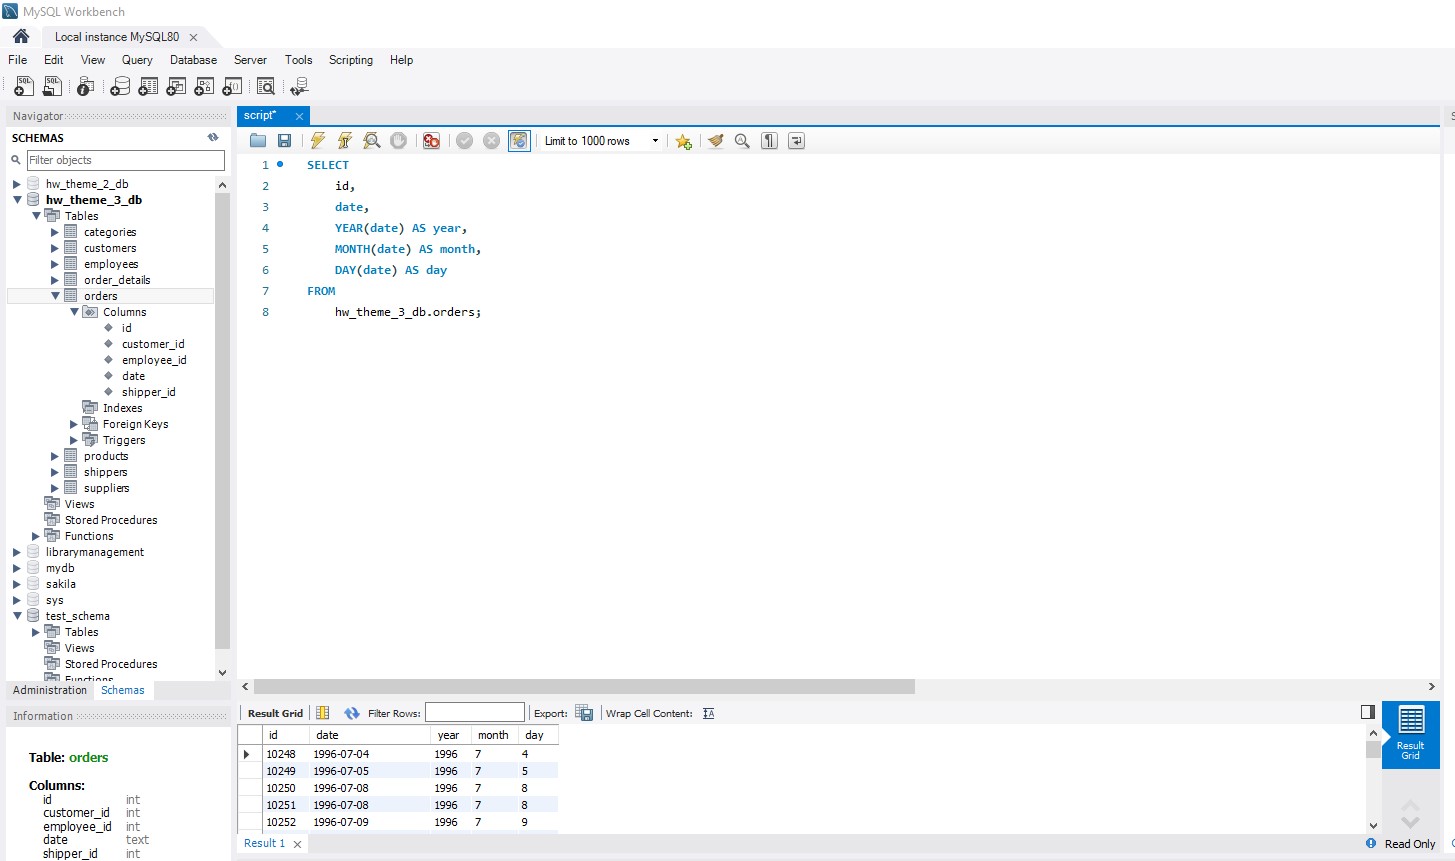 MySQL Workbench
Local instance MySQL80
File Edit View Query Database Server Tools Scripting Help
Navigator
SCHEMAS
Filter objects
hw_theme_2_db
hw_theme_3_db
Tables
categories
customers
employees
order_details
orders
Columns
id
customer_id
employee_id
date
shipper_id
Indexes
Foreign Keys
Triggers
products
shippers
suppliers
Views
Stored Procedures
Functions
librarymanagement
mydb
sakila
sys
test_schema
Tables
Views
Stored Procedures
Functions
Administration Schemas
Information
Table: orders
Columns:
id int
customer_id int
employee_id int
date text
shipper_id int
script*
Limit to 1000 rows
1 SELECT
2 id,
3 date,
4 YEAR(date) AS year,
5 MONTH(date) AS month,
6 DAY(date) AS day
7 FROM
8 hw_theme_3_db.orders;
Result Grid Filter Rows: Export: Wrap Cell Content:
id date year month day
10248 1996-07-04 1996 7 4
10249 1996-07-05 1996 7 5
10250 1996-07-08 1996 7 8
10251 1996-07-08 1996 7 8
10252 1996-07-09 1996 7 9
Result
Grid
Result 1
Read Only